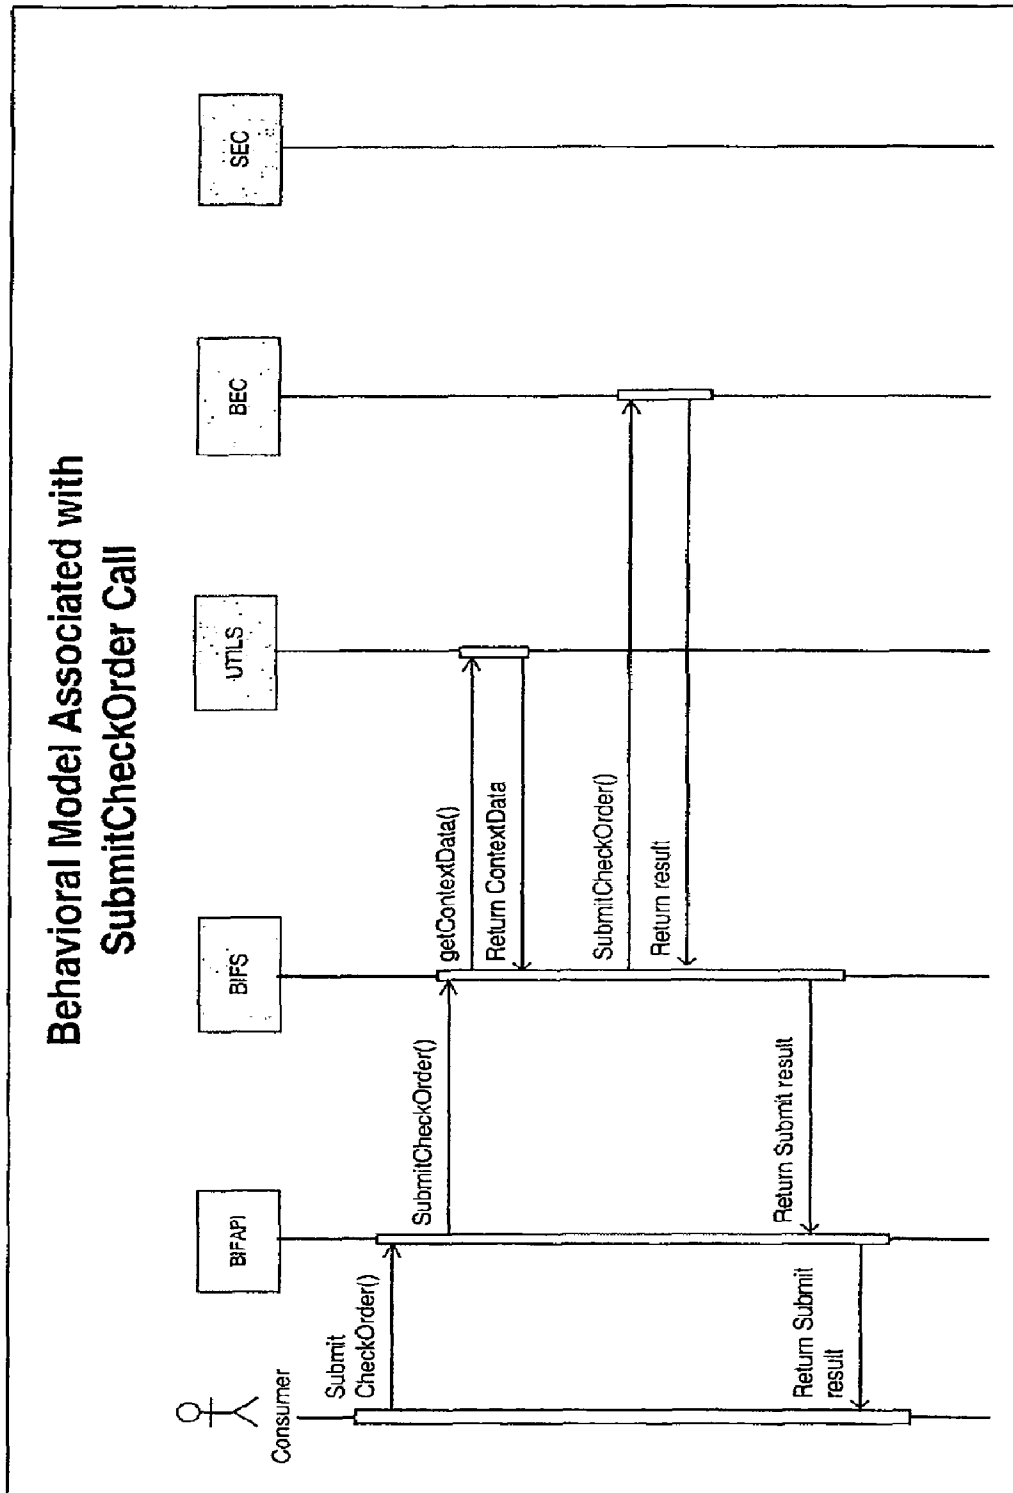 Behavioral Model Associated with
SubmitCheckOrder Call
Consumer
BIFAPI
BIFS
UTILS
BEC
SEC
Submit
CheckOrder()
SubmitCheckOrder()
getContextData()
Return ContextData
SubmitCheckOrder()
Return result
Return Submit result
Return Submit
result